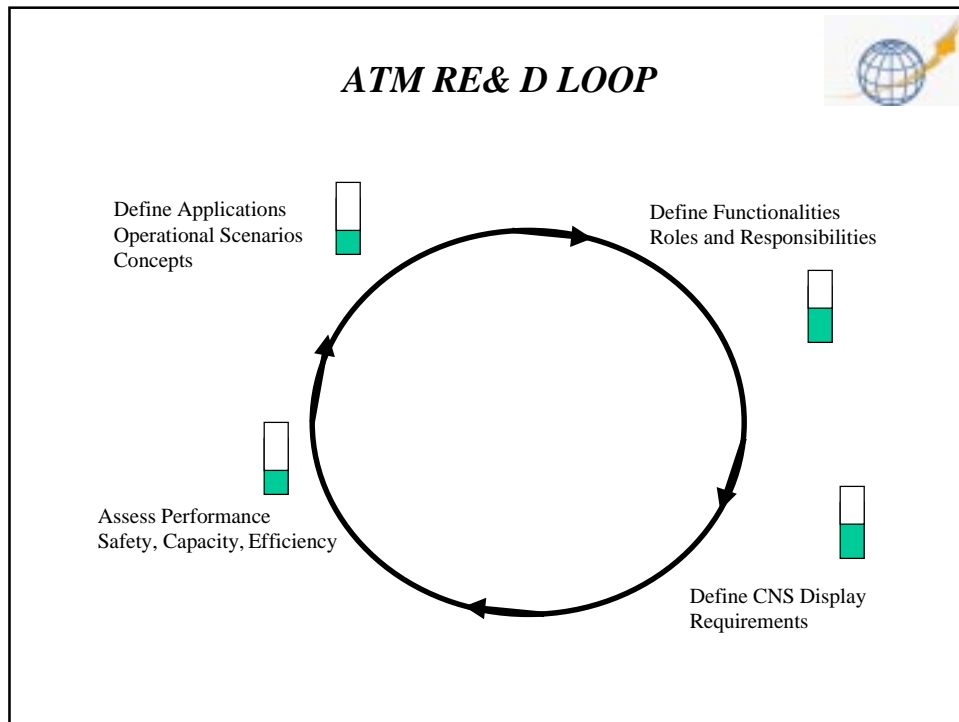 ATM RE& D LOOP
Define Applications
Operational Scenarios
Concepts
Define Functionalities
Roles and Responsibilities
Assess Performance
Safety, Capacity, Efficiency
Define CNS Display
Requirements